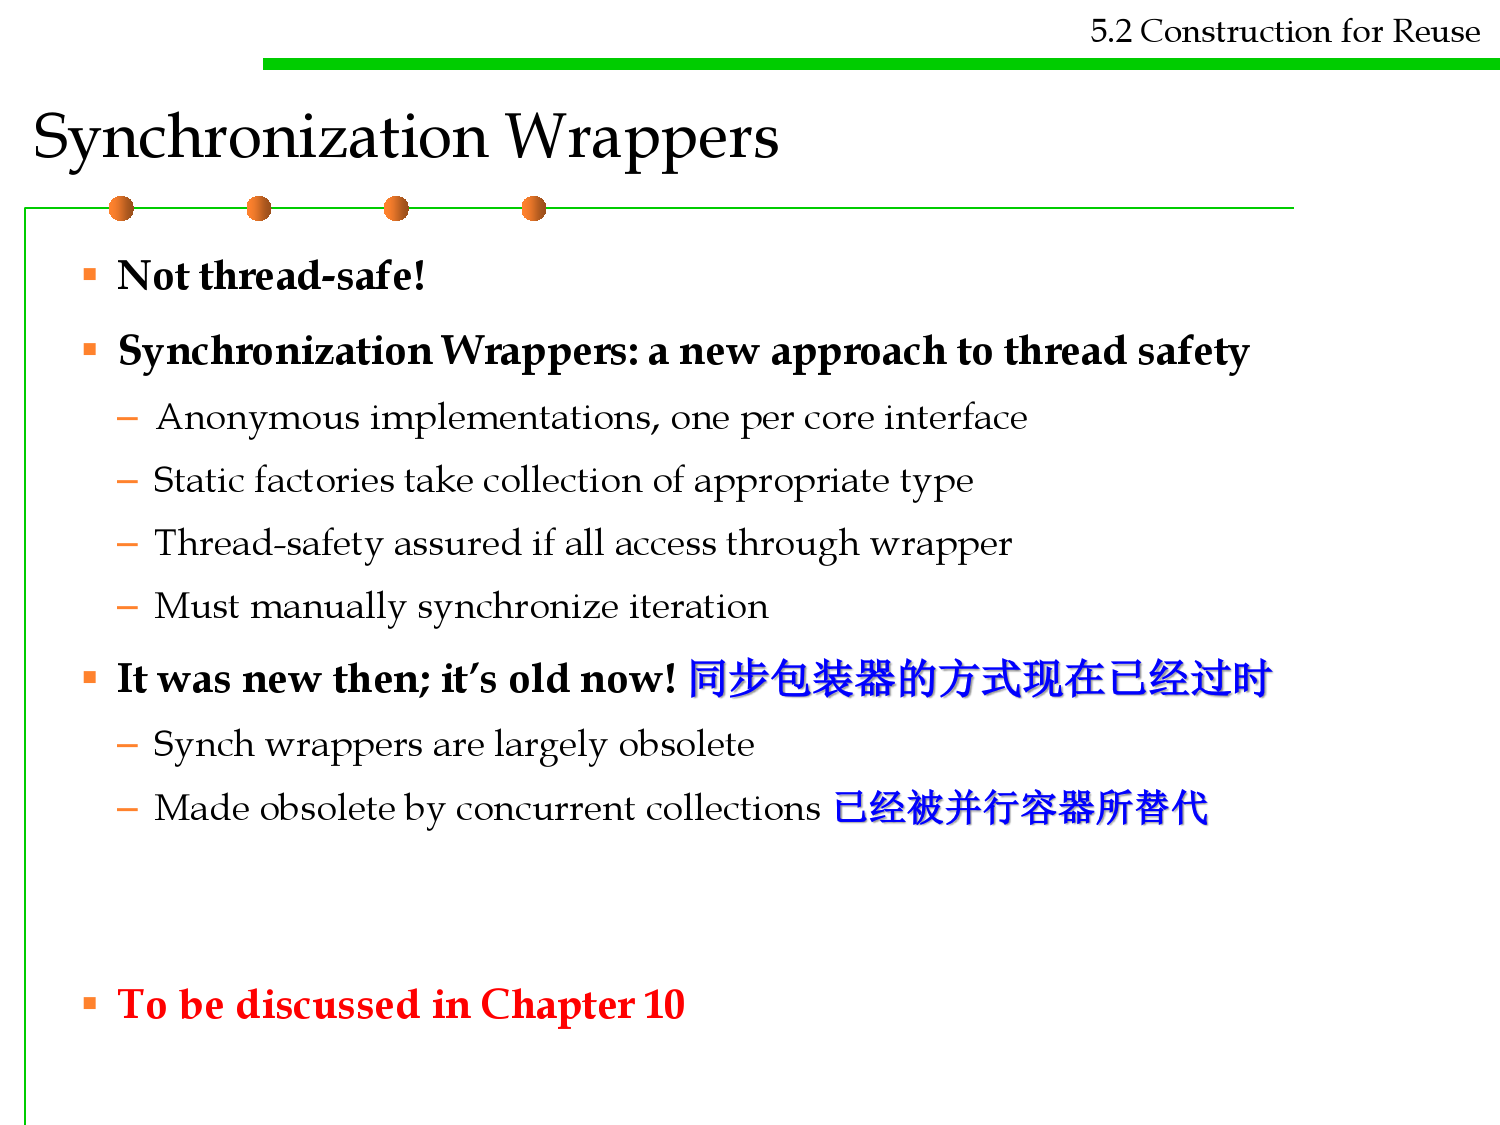 5.2 Construction for Reuse
Synchronization Wrappers
▪ Not thread-safe!
▪ Synchronization Wrappers: a new approach to thread safety
– Anonymous implementations, one per core interface
– Static factories take collection of appropriate type
– Thread-safety assured if all access through wrapper
– Must manually synchronize iteration
▪ It was new then; it’s old now! 同步包装器的方式现在已经过时
– Synch wrappers are largely obsolete
– Made obsolete by concurrent collections 已经被并行容器所替代
▪ To be discussed in Chapter 10